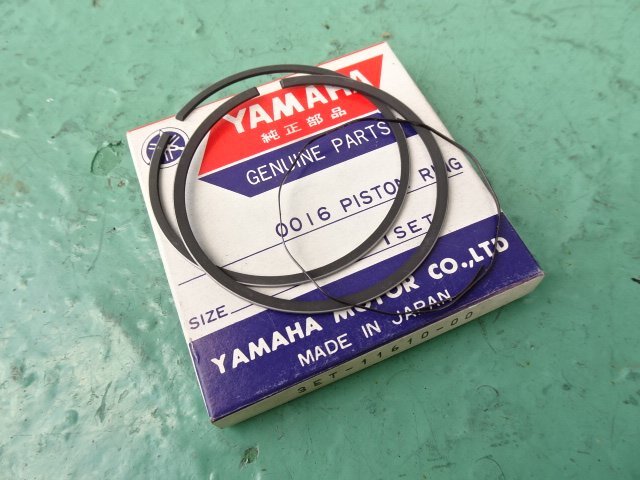 YAMAHA
純正部品
GENUINE PARTS
0016 PISTON RING
1SET
SIZE
YAMAHA MOTOR CO.,LTD
MADE IN JAPAN
3ET-11610-00